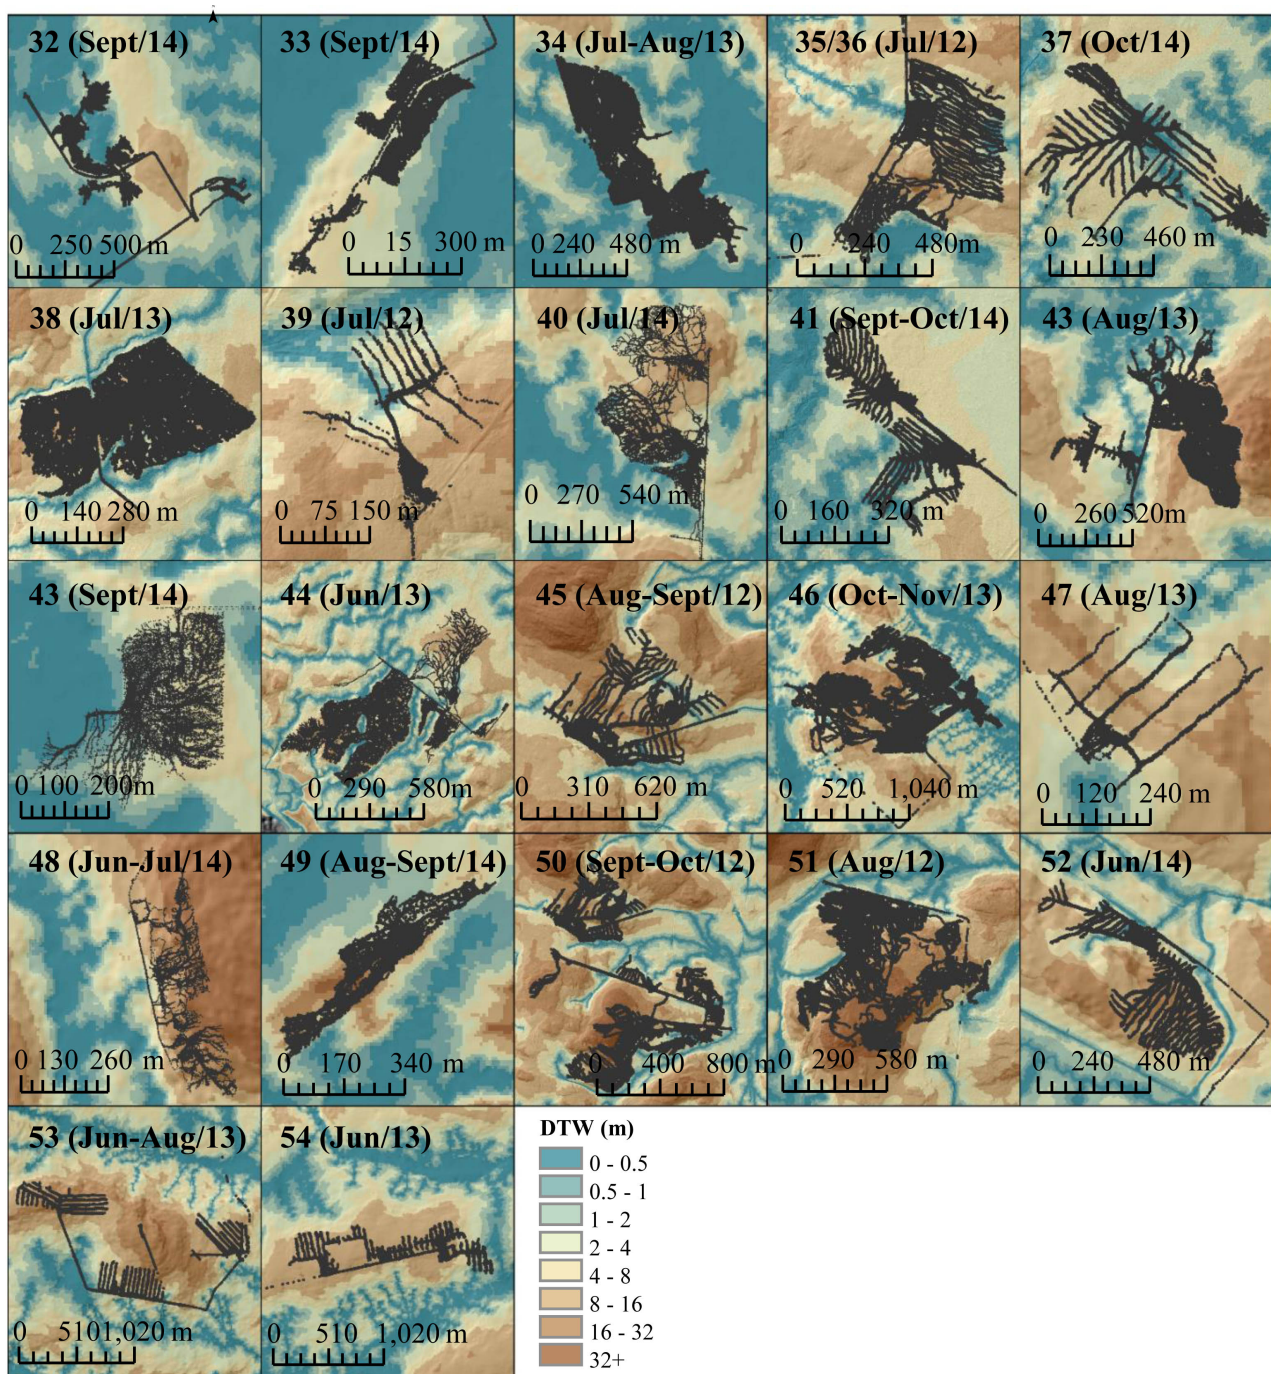 32 (Sept/14)
0 250 500 m
33 (Sept/14)
0 15 300 m
34 (Jul-Aug/13)
0 240 480 m
35/36 (Jul/12)
0 240 480m
37 (Oct/14)
0 230 460 m
38 (Jul/13)
0 140 280 m
39 (Jul/12)
0 75 150 m
40 (Jul/14)
0 270 540 m
41 (Sept-Oct/14)
0 160 320 m
43 (Aug/13)
0 260 520m
43 (Sept/14)
0 100 200m
44 (Jun/13)
0 290 580m
45 (Aug-Sept/12)
0 310 620 m
46 (Oct-Nov/13)
0 520 1,040 m
47 (Aug/13)
0 120 240 m
48 (Jun-Jul/14)
0 130 260 m
49 (Aug-Sept/14)
0 170 340 m
50 (Sept-Oct/12)
0 400 800 m
51 (Aug/12)
0 290 580 m
52 (Jun/14)
0 240 480 m
53 (Jun-Aug/13)
0 510 1,020 m
54 (Jun/13)
0 510 1,020 m
DTW (m)
0 - 0.5
0.5 - 1
1 - 2
2 - 4
4 - 8
8 - 16
16 - 32
32+